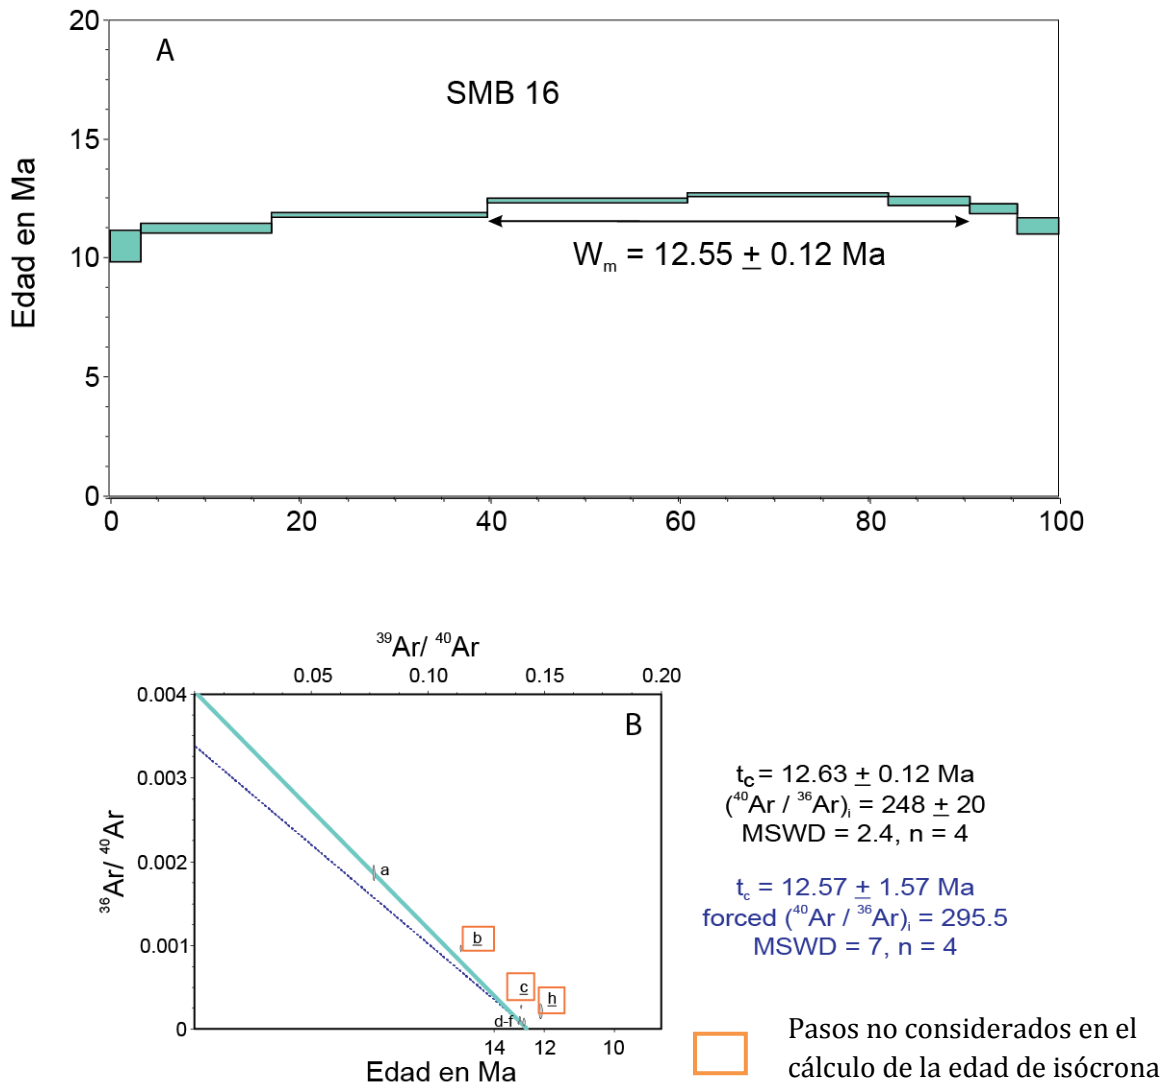 A
SMB 16
Edad en Ma
20
15
10
5
0
W_m = 12.55 ± 0.12 Ma
0 20 40 60 80 100
³⁹Ar/ ⁴⁰Ar
0.05 0.10 0.15 0.20
B
³⁶Ar/ ⁴⁰Ar
0.004
0.003
0.002
0.001
0
a
b
c
h
d-f
14 12 10
Edad en Ma
t_c = 12.63 ± 0.12 Ma
(⁴⁰Ar / ³⁶Ar)_i = 248 ± 20
MSWD = 2.4, n = 4
t_c = 12.57 ± 1.57 Ma
forced (⁴⁰Ar / ³⁶Ar)_i = 295.5
MSWD = 7, n = 4
Pasos no considerados en el
cálculo de la edad de isócrona